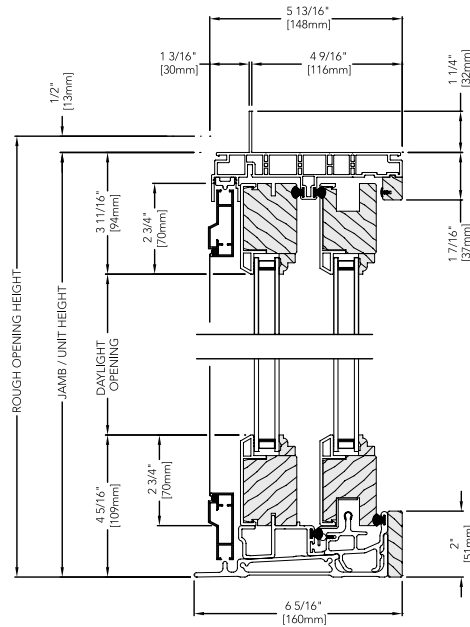 5 13/16"
[148mm]
1 3/16"
[30mm]
4 9/16"
[116mm]
1 1/4"
[32mm]
1/2"
[13mm]
3 11/16"
[94mm]
2 3/4"
[70mm]
1 7/16"
[37mm]
ROUGH OPENING HEIGHT
JAMB / UNIT HEIGHT
DAYLIGHT
OPENING
4 5/16"
[109mm]
2 3/4"
[70mm]
2"
[51mm]
6 5/16"
[160mm]